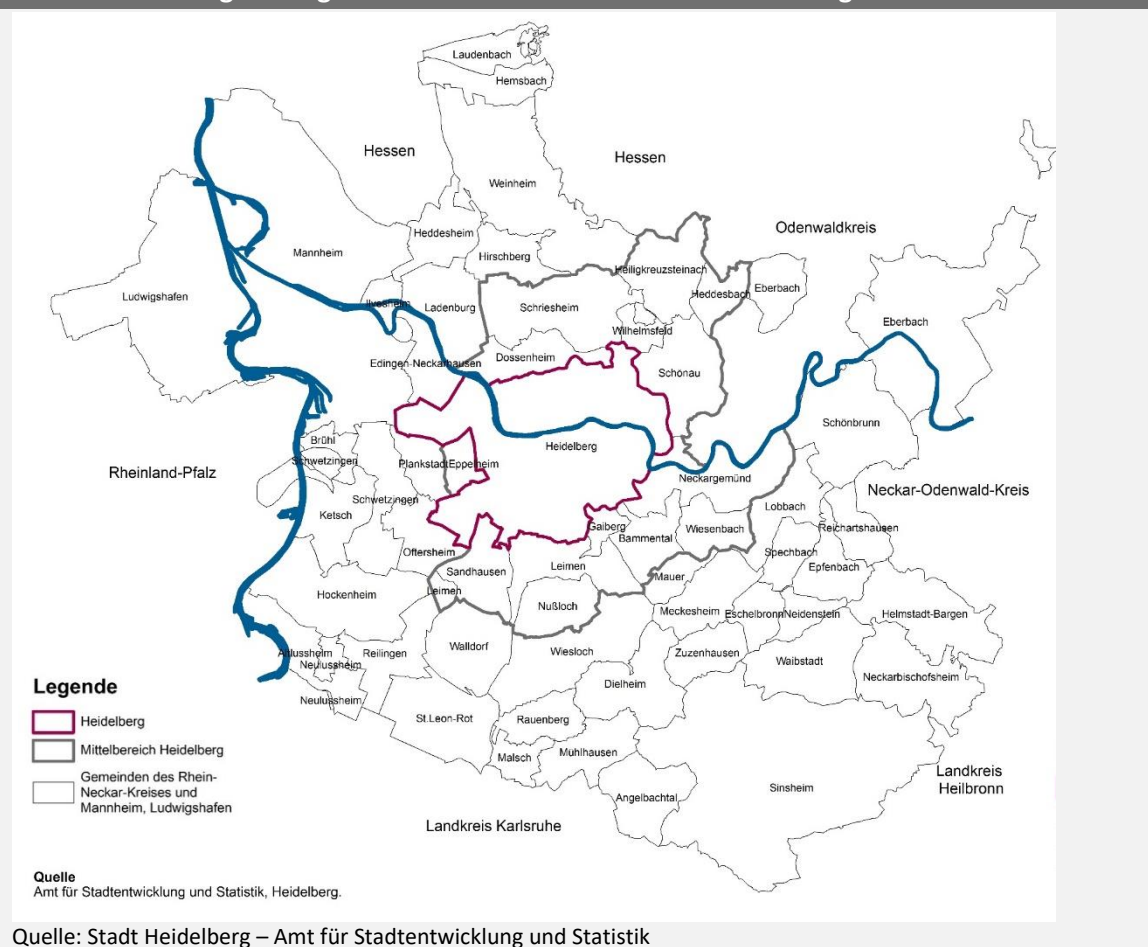 Laudenbach
Hemsbach
Hessen
Hessen
Weinheim
Odenwaldkreis
Heddesheim
Mannheim
Hirschberg
Heiligkreuzsteinach
Ludwigshafen
Ilvesheim
Ladenburg
Schriesheim
Heddesbach
Eberbach
Eberbach
Wilhelmsfeld
Edingen-Neckarhausen
Dossenheim
Schönau
Schönbrunn
Brühl
Heidelberg
Rheinland-Pfalz
Schwetzingen
Plankstadt
Eppelheim
Neckargemünd
Neckar-Odenwald-Kreis
Schwetzingen
Ketsch
Lobbach
Gaiberg
Wiesenbach
Reichartshausen
Bammental
Oftersheim
Spechbach
Sandhausen
Leimen
Epfenbach
Mauer
Leimen
Hockenheim
Nußloch
Meckesheim
Eschelbronn
Neidenstein
Helmstadt-Bargen
Altlussheim
Neulussheim
Reilingen
Walldorf
Wiesloch
Zuzenhausen
Waibstadt
Neckarbischofsheim
Dielheim
Neulussheim
St.Leon-Rot
Rauenberg
Malsch
Mühlhausen
Landkreis
Heilbronn
Sinsheim
Angelbachtal
Landkreis Karlsruhe
Legende
Heidelberg
Mittelbereich Heidelberg
Gemeinden des Rhein-
Neckar-Kreises und
Mannheim, Ludwigshafen
Quelle
Amt für Stadtentwicklung und Statistik, Heidelberg.
Quelle: Stadt Heidelberg – Amt für Stadtentwicklung und Statistik